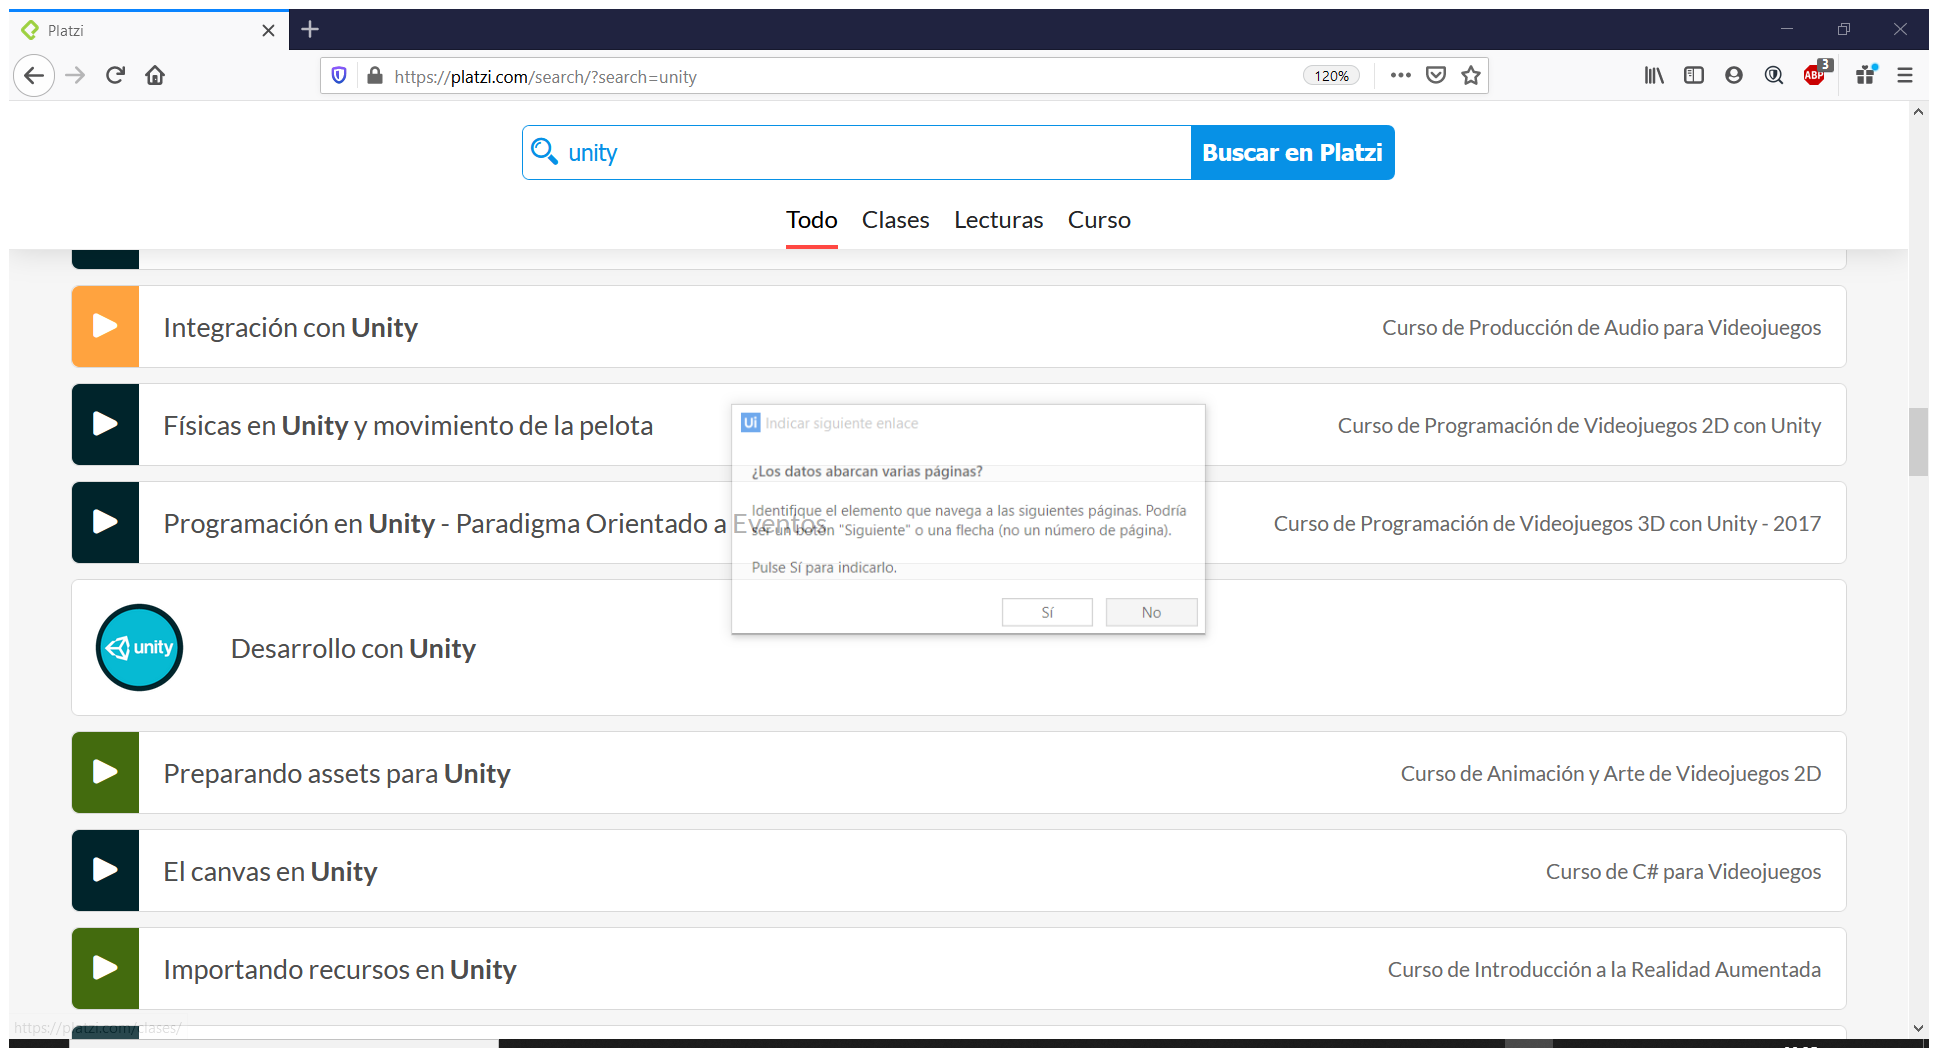 Platzi
https://platzi.com/search/?search=unity
120%
ABP
3
unity
Buscar en Platzi
Todo
Clases
Lecturas
Curso
Integración con Unity
Curso de Producción de Audio para Videojuegos
Físicas en Unity y movimiento de la pelota
Curso de Programación de Videojuegos 2D con Unity
Programación en Unity - Paradigma Orientado a Eventos
Curso de Programación de Videojuegos 3D con Unity - 2017
Ui Indicar siguiente enlace
¿Los datos abarcan varias páginas?
Identifique el elemento que navega a las siguientes páginas. Podría
ser un botón "Siguiente" o una flecha (no un número de página).
Pulse Sí para indicarlo.
Sí
No
unity
Desarrollo con Unity
Preparando assets para Unity
Curso de Animación y Arte de Videojuegos 2D
El canvas en Unity
Curso de C# para Videojuegos
Importando recursos en Unity
Curso de Introducción a la Realidad Aumentada
https://platzi.com/clases/